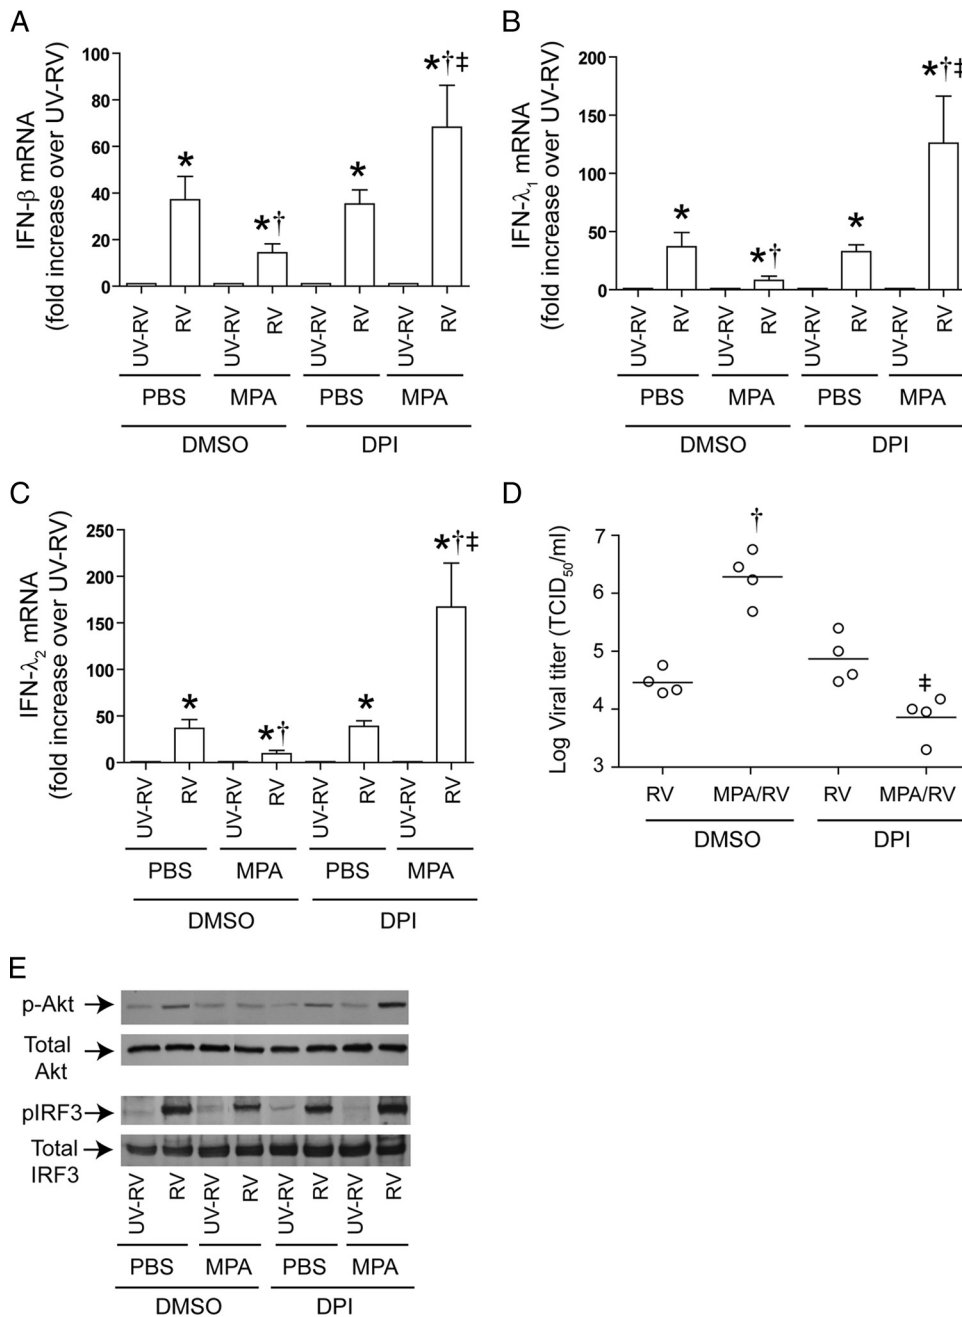 A
IFN-β mRNA
(fold increase over UV-RV)
100
80
60
40
20
0
*
*†
*
*†‡
UV-RV RV UV-RV RV UV-RV RV UV-RV RV
PBS MPA PBS MPA
DMSO DPI
B
IFN-λ1 mRNA
(fold increase over UV-RV)
200
150
100
50
0
*
*†
*
*†‡
UV-RV RV UV-RV RV UV-RV RV UV-RV RV
PBS MPA PBS MPA
DMSO DPI
C
IFN-λ2 mRNA
(fold increase over UV-RV)
250
200
150
100
50
0
*
*†
*
*†‡
UV-RV RV UV-RV RV UV-RV RV UV-RV RV
PBS MPA PBS MPA
DMSO DPI
D
Log Viral titer (TCID50/ml)
7
6
5
4
3
†
‡
RV MPA/RV RV MPA/RV
DMSO DPI
E
p-Akt
Total
Akt
pIRF3
Total
IRF3
UV-RV RV UV-RV RV UV-RV RV UV-RV RV
PBS MPA PBS MPA
DMSO DPI